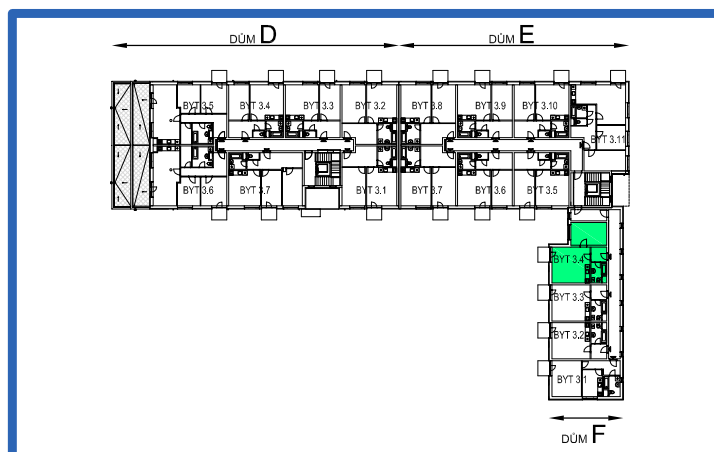 DŮM D
DŮM E
BYT 3.5
BYT 3.4
BYT 3.3
BYT 3.2
BYT 3.8
BYT 3.9
BYT 3.10
BYT 3.11
BYT 3.6
BYT 3.7
BYT 3.1
BYT 3.7
BYT 3.6
BYT 3.5
BYT 3.4
BYT 3.3
BYT 3.2
BYT 3.1
DŮM F